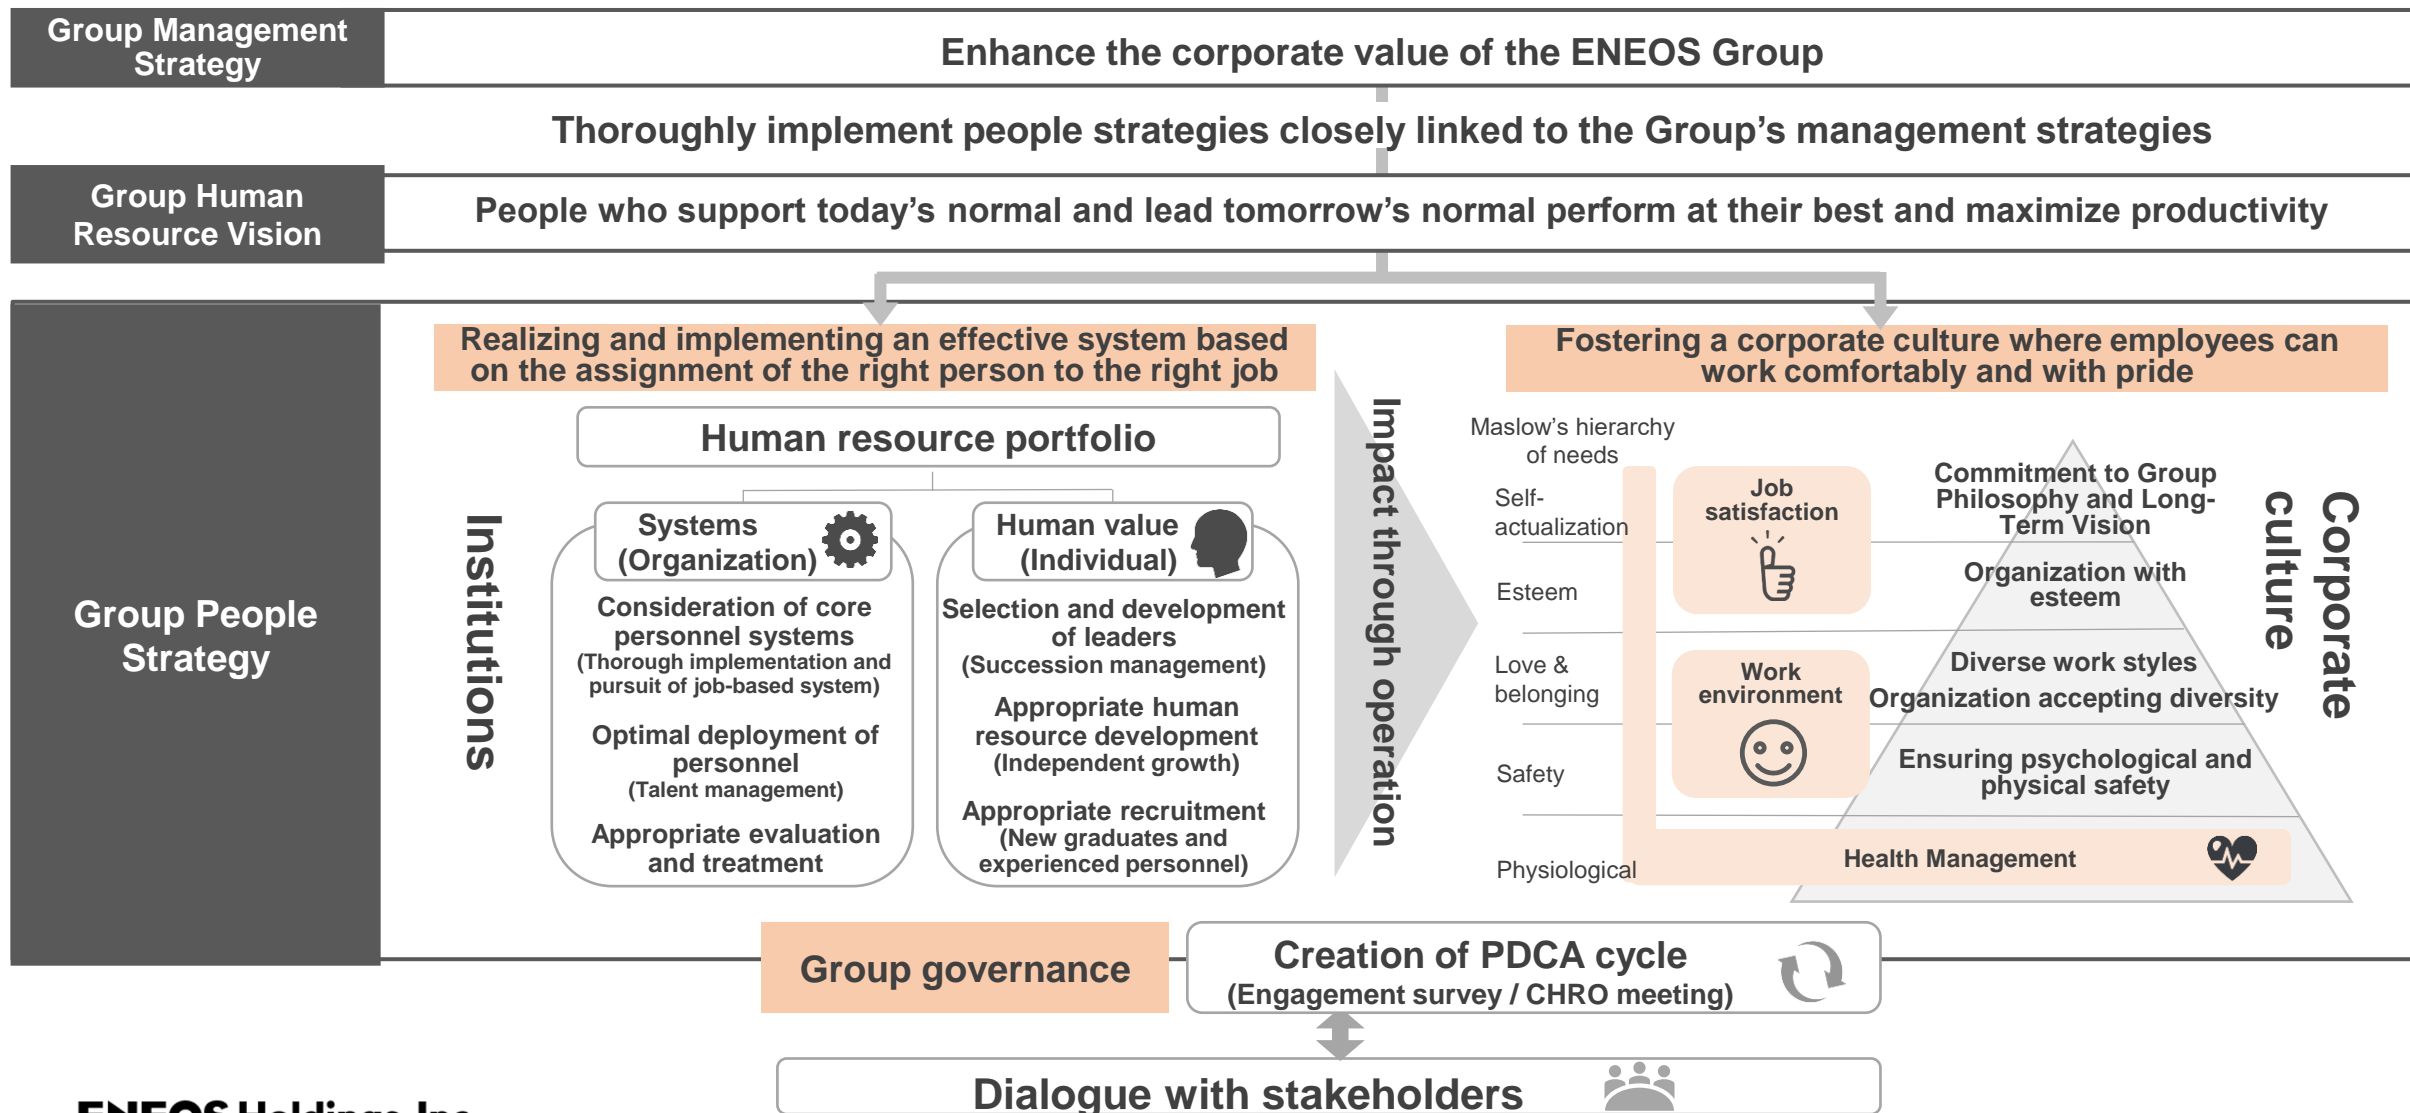 Group Management
Strategy
Enhance the corporate value of the ENEOS Group
Thoroughly implement people strategies closely linked to the Group's management strategies
Group Human
Resource Vision
People who support today's normal and lead tomorrow's normal perform at their best and maximize productivity
Group People
Strategy
Realizing and implementing an effective system based
on the assignment of the right person to the right job
Institutions
Human resource portfolio
Systems
(Organization)
Consideration of core
personnel systems
(Thorough implementation and
pursuit of job-based system)
Optimal deployment of
personnel
(Talent management)
Appropriate evaluation
and treatment
Human value
(Individual)
Selection and development
of leaders
(Succession management)
Appropriate human
resource development
(Independent growth)
Appropriate recruitment
(New graduates and
experienced personnel)
Impact through operation
Fostering a corporate culture where employees can
work comfortably and with pride
Maslow's hierarchy
of needs
Self-
actualization
Esteem
Love &
belonging
Safety
Physiological
Job
satisfaction
Work
environment
Commitment to Group
Philosophy and Long-
Term Vision
Organization with
esteem
Diverse work styles
Organization accepting diversity
Ensuring psychological and
physical safety
Health Management
Corporate
culture
Group governance
Creation of PDCA cycle
(Engagement survey / CHRO meeting)
Dialogue with stakeholders
ENEOS Holdings Inc